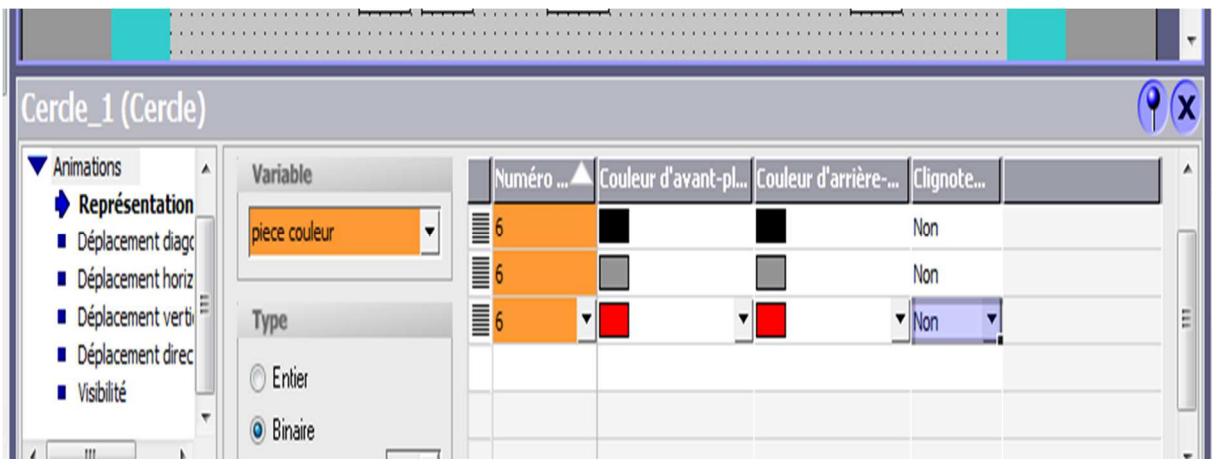 Cercle_1 (Cercle)
Animations
Représentation
Déplacement diago
Déplacement horiz
Déplacement verti
Déplacement direc
Visibilité
Variable
piece couleur
Type
Entier
Binaire
Numéro ... Couleur d'avant-pl... Couleur d'arrière-... Clignote...
6 Non
6 Non
6 Non